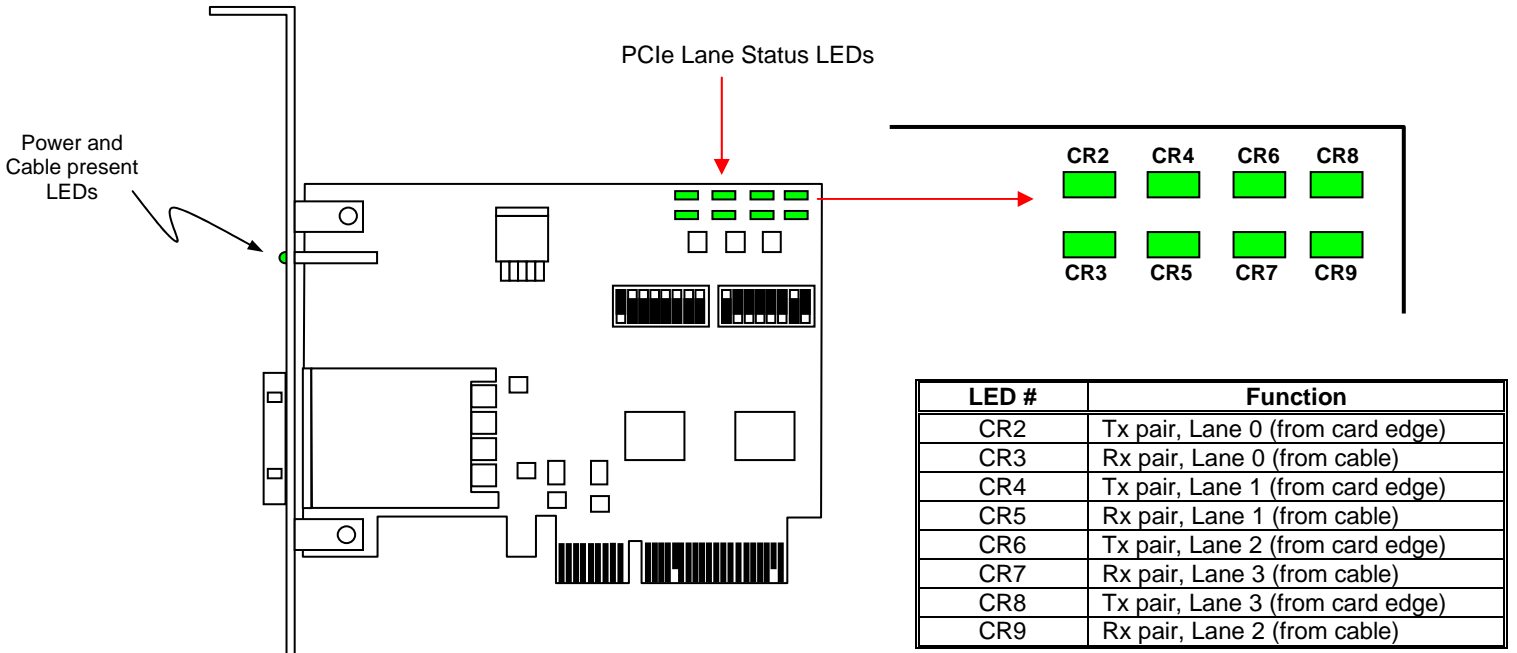 PCIe Lane Status LEDs
Power and
Cable present
LEDs
CR2 CR4 CR6 CR8
CR3 CR5 CR7 CR9
LED # Function
CR2 Tx pair, Lane 0 (from card edge)
CR3 Rx pair, Lane 0 (from cable)
CR4 Tx pair, Lane 1 (from card edge)
CR5 Rx pair, Lane 1 (from cable)
CR6 Tx pair, Lane 2 (from card edge)
CR7 Rx pair, Lane 3 (from cable)
CR8 Tx pair, Lane 3 (from card edge)
CR9 Rx pair, Lane 2 (from cable)